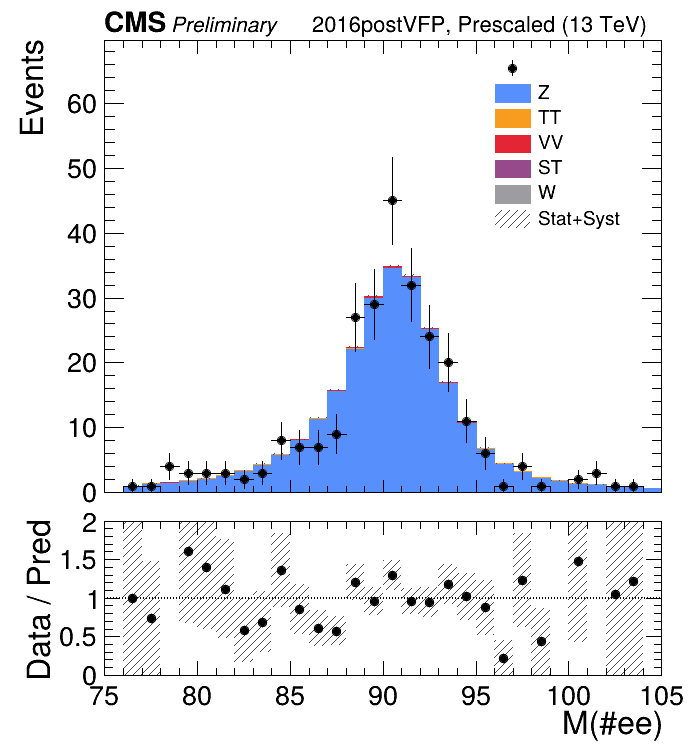 CMS Preliminary 2016postVFP, Prescaled (13 TeV)
Events
60
50
40
30
20
10
0
Z
TT
VV
ST
W
Stat+Syst
Data / Pred
2
1.5
1
0.5
0
75 80 85 90 95 100 105
M(#ee)